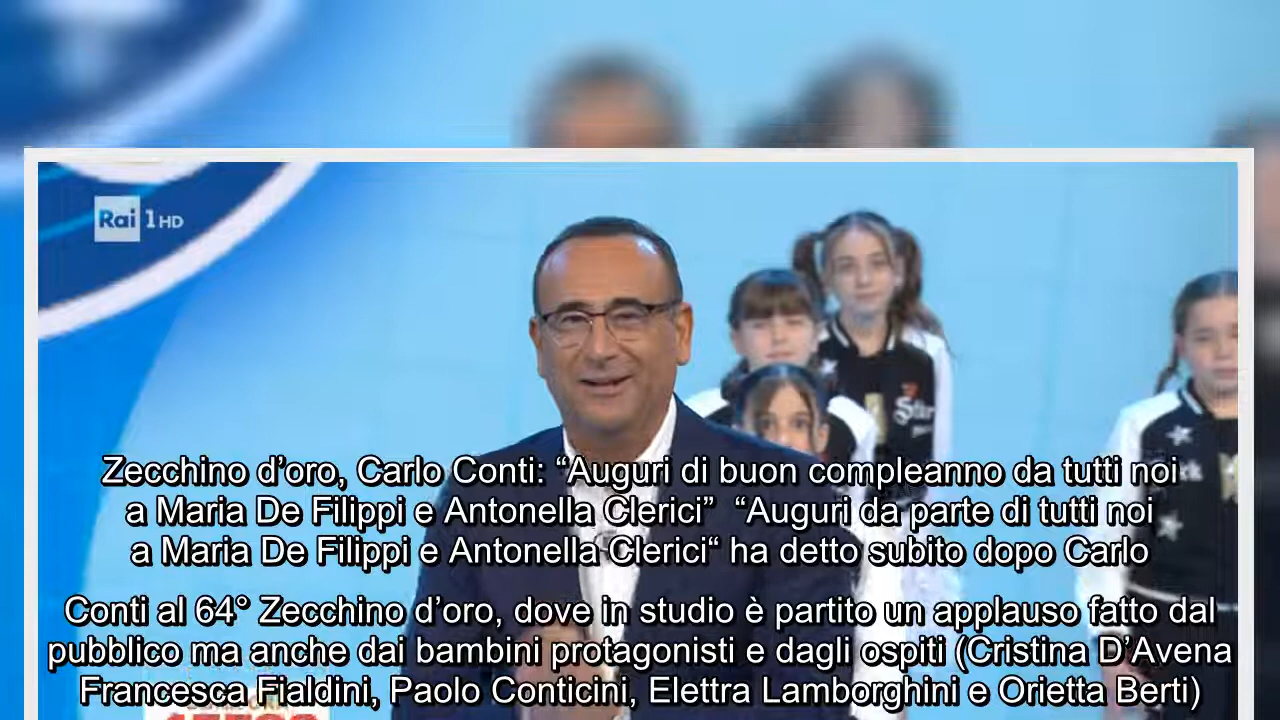 Rai 1 HD
Zecchino d’oro, Carlo Conti: “Auguri di buon compleanno da tutti noi
a Maria De Filippi e Antonella Clerici”  “Auguri da parte di tutti noi
a Maria De Filippi e Antonella Clerici“ ha detto subito dopo Carlo
Conti al 64° Zecchino d’oro, dove in studio è partito un applauso fatto dal
pubblico ma anche dai bambini protagonisti e dagli ospiti (Cristina D’Avena
Francesca Fialdini, Paolo Conticini, Elettra Lamborghini e Orietta Berti)